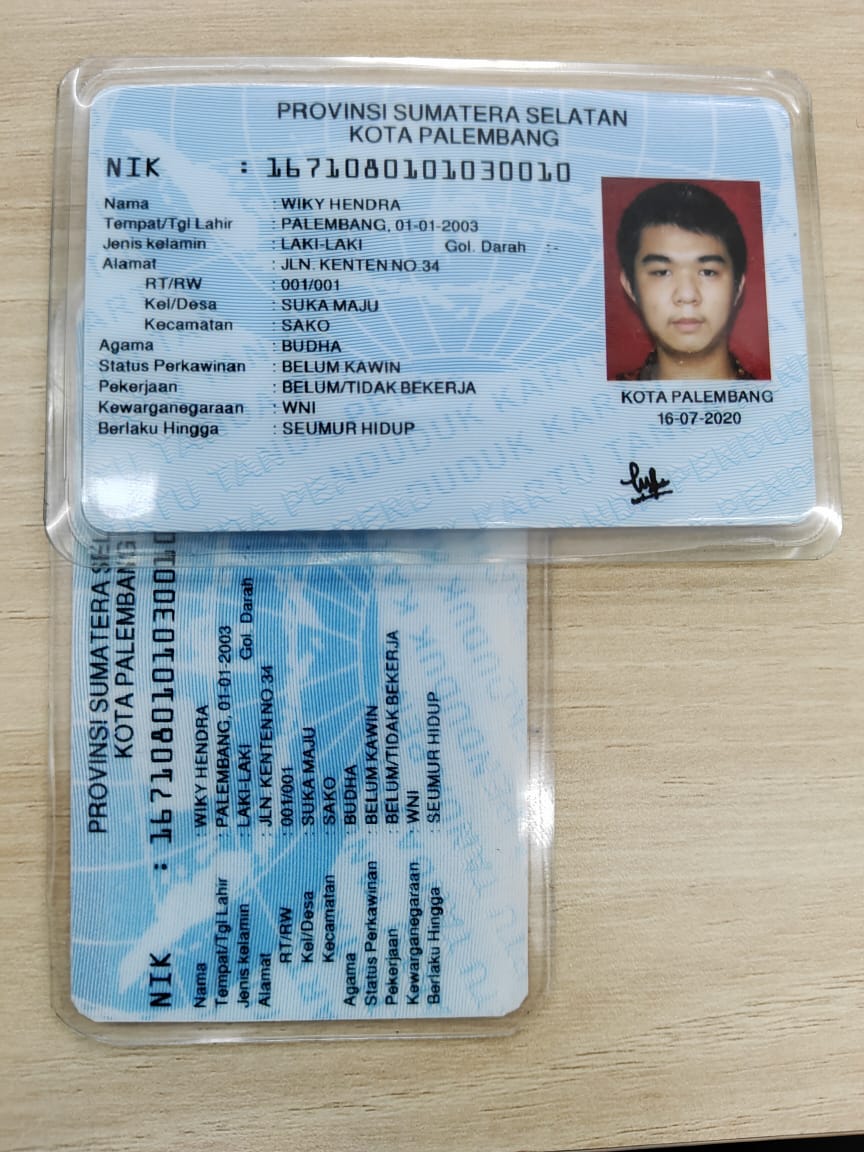 PROVINSI SUMATERA SELATAN
KOTA PALEMBANG
NIK : 1671080101030010
Nama : WIKY HENDRA
Tempat/Tgl Lahir : PALEMBANG, 01-01-2003
Jenis kelamin : LAKI-LAKI Gol. Darah : -
Alamat : JLN. KENTEN NO 34
RT/RW : 001/001
Kel/Desa : SUKA MAJU
Kecamatan : SAKO
Agama : BUDHA
Status Perkawinan : BELUM KAWIN
Pekerjaan : BELUM/TIDAK BEKERJA
Kewarganegaraan : WNI
Berlaku Hingga : SEUMUR HIDUP
KOTA PALEMBANG
16-07-2020
PROVINSI SUMATERA SEL
KOTA PALEMBANG
NIK : 167108010103001
Nama : WIKY HENDRA
Tempat/Tgl Lahir : PALEMBANG, 01-01-2003
Jenis kelamin : LAKI-LAKI Gol. Darah
Alamat : JLN. KENTEN NO 34
RT/RW : 001/001
Kel/Desa : SUKA MAJU
Kecamatan : SAKO
Agama : BUDHA
Status Perkawinan : BELUM KAWIN
Pekerjaan : BELUM/TIDAK BEKERJA
Kewarganegaraan : WNI
Berlaku Hingga : SEUMUR HIDUP